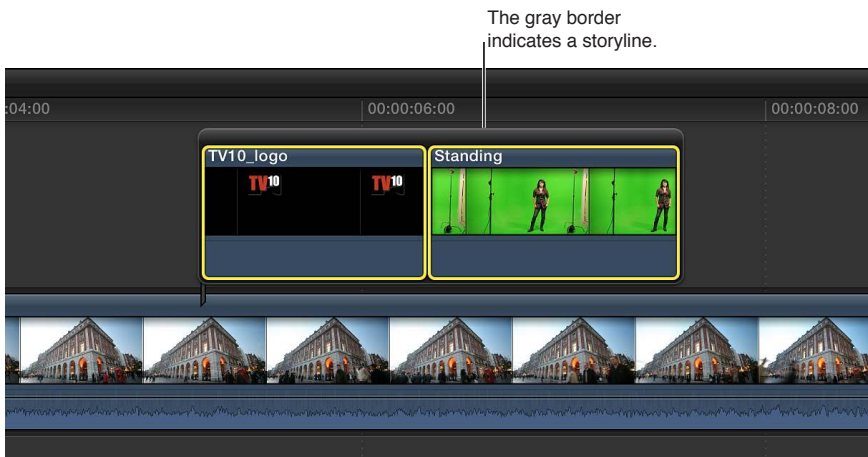 The gray border
indicates a storyline.
:04:00
00:00:06:00
00:00:08:00
TV10_logo
Standing
TV10
TV10